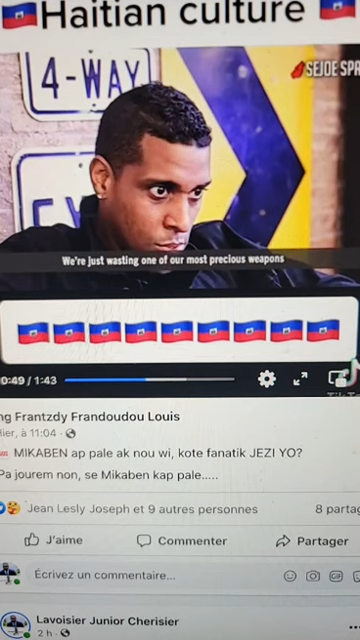 Haitian culture
4-WAY
SEJOE SPR
We're just wasting one of our most precious weapons
0:49 / 1:43
ng Frantzdy Frandoudou Louis
Hier, à 11:04
MIKABEN ap pale ak nou wi, kote fanatik JEZI YO?
Pa jourem non, se Mikaben kap pale.....
Jean Lesly Joseph et 9 autres personnes
8 partag
J'aime
Commenter
Partager
Écrivez un commentaire...
GIF
Lavoisier Junior Cherisier
2 h